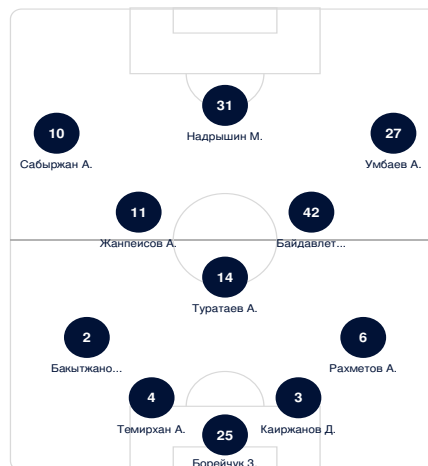 31
Надрышин М.
10
Сабыржан А.
27
Умбаев А.
11
Жанпеисов А.
42
Байдавлет...
14
Туратаев А.
2
Бакытжано...
6
Рахметов А.
4
Темирхан А.
3
Каиржанов Д.
25
Борейчук З